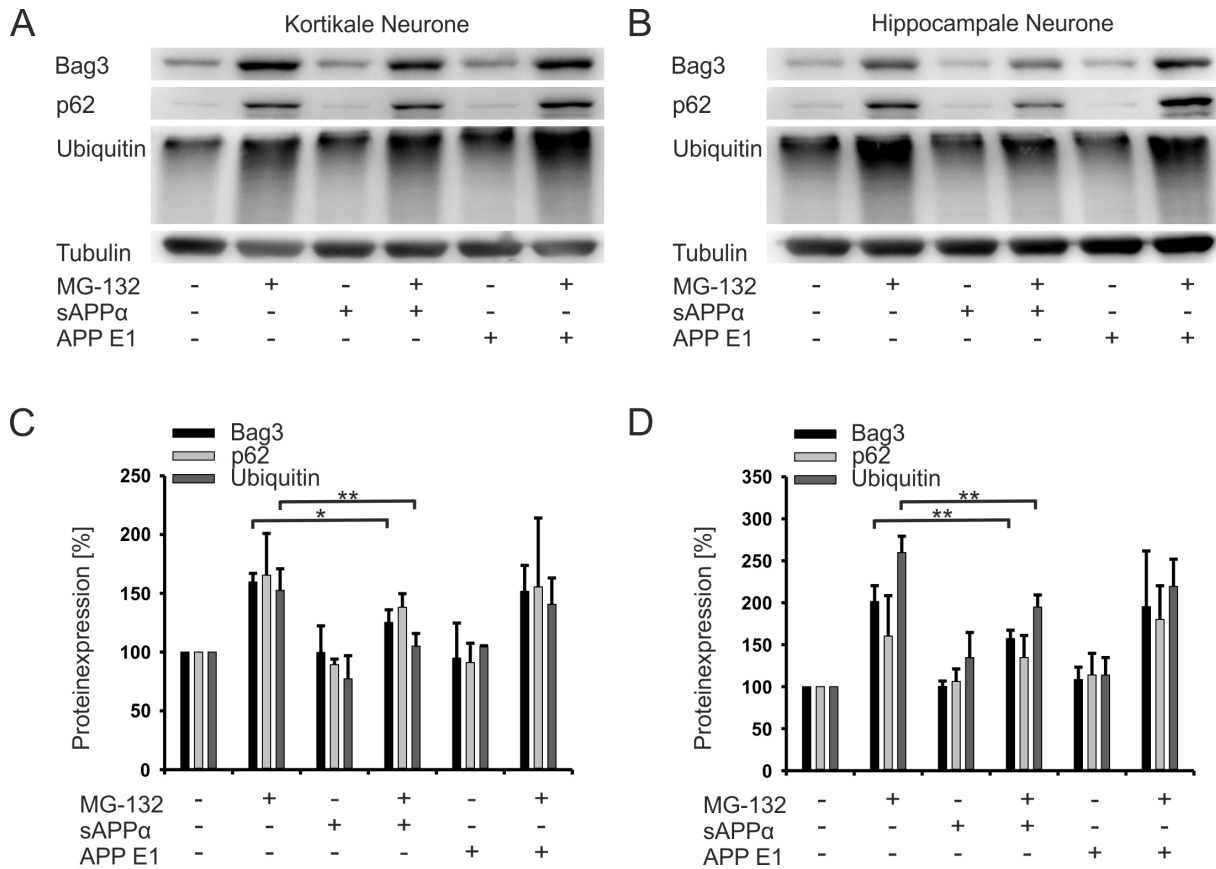 A
Kortikale Neurone
Bag3
p62
Ubiquitin
Tubulin
MG-132 - + - + - +
sAPPα - - + + - -
APP E1 - - - - + +
B
Hippocampale Neurone
Bag3
p62
Ubiquitin
Tubulin
MG-132 - + - + - +
sAPPα - - + + - -
APP E1 - - - - + +
C
Bag3
p62
Ubiquitin
Proteinexpression [%]
250
200
150
100
50
0
**
*
MG-132 - + - + - +
sAPPα - - + + - -
APP E1 - - - - + +
D
Bag3
p62
Ubiquitin
Proteinexpression [%]
350
300
250
200
150
100
50
0
**
**
MG-132 - + - + - +
sAPPα - - + + - -
APP E1 - - - - + +